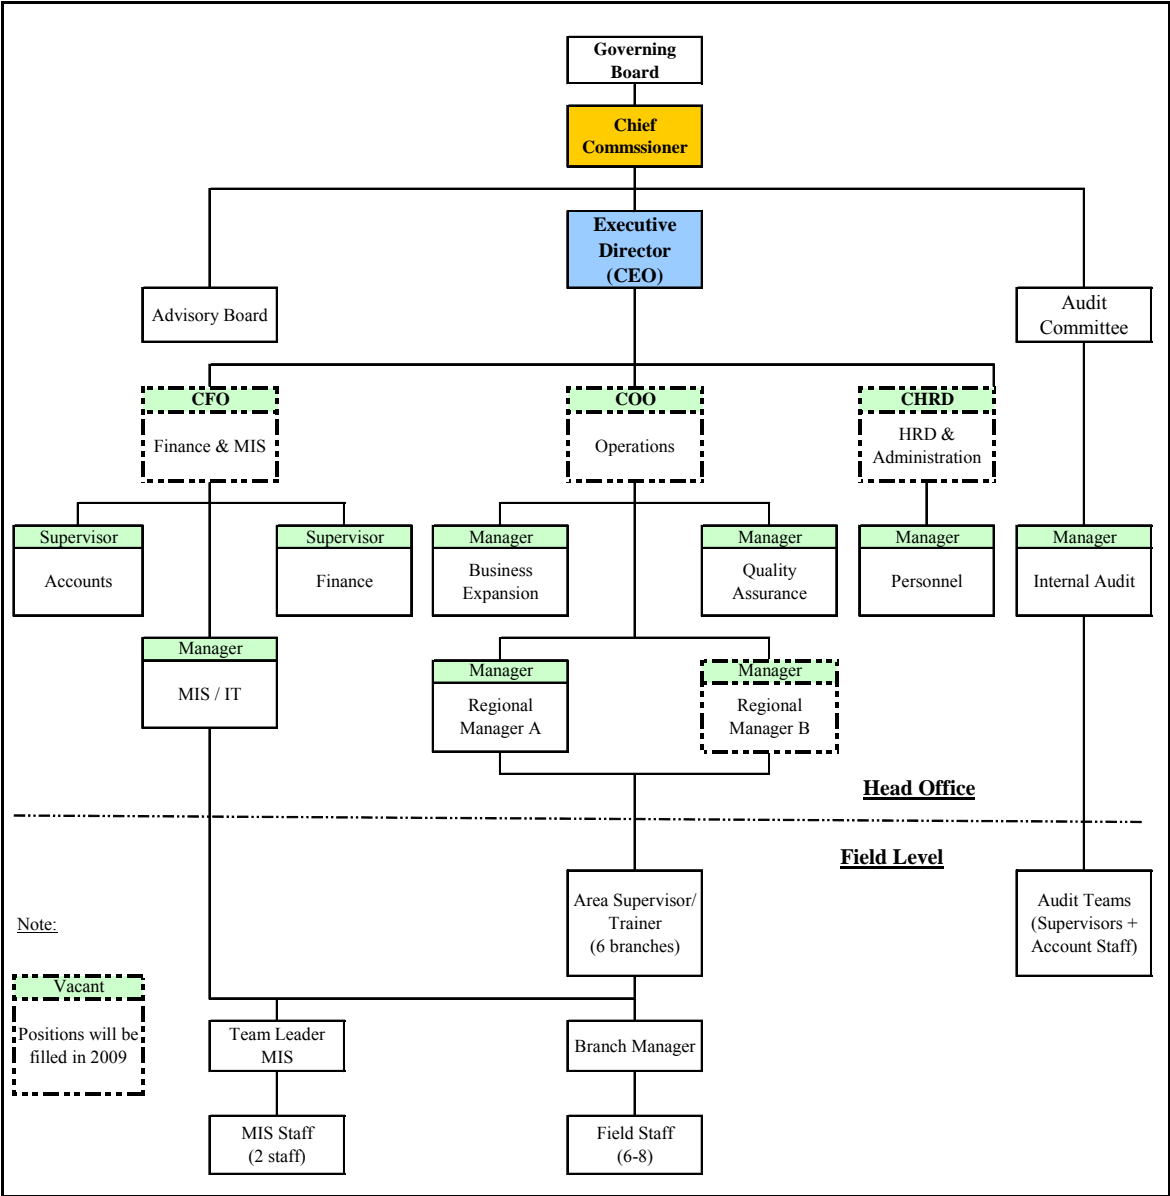 Governing
Board
Chief
Commssioner
Executive
Director
(CEO)
Advisory Board
Audit
Committee
CFO
Finance & MIS
COO
Operations
CHRD
HRD &
Administration
Supervisor
Accounts
Supervisor
Finance
Manager
Business
Expansion
Manager
Quality
Assurance
Manager
Personnel
Manager
Internal Audit
Manager
MIS / IT
Manager
Regional
Manager A
Manager
Regional
Manager B
Head Office
Field Level
Area Supervisor/
Trainer
(6 branches)
Audit Teams
(Supervisors +
Account Staff)
Note:
Vacant
Positions will be
filled in 2009
Team Leader
MIS
Branch Manager
MIS Staff
(2 staff)
Field Staff
(6-8)